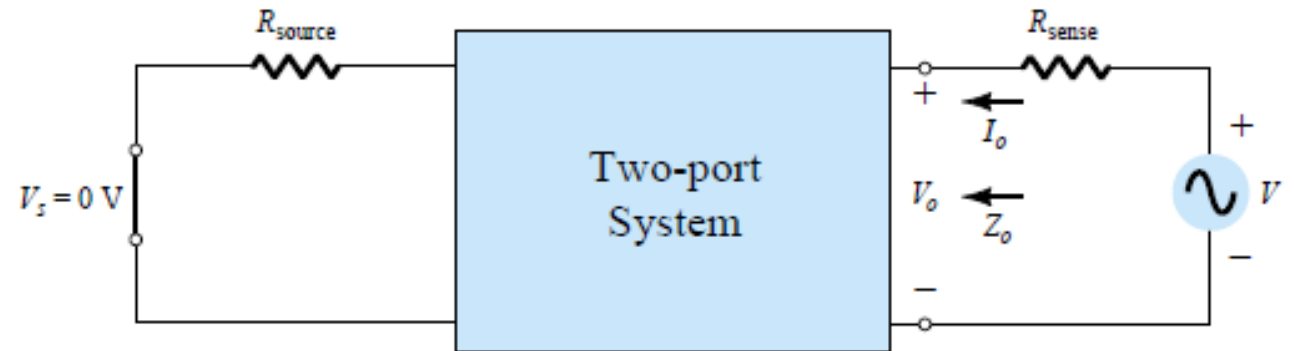 R_source
R_sense
+
I_o
+
Two-port
System
V_s = 0 V
V_o
Z_o
V
−
−